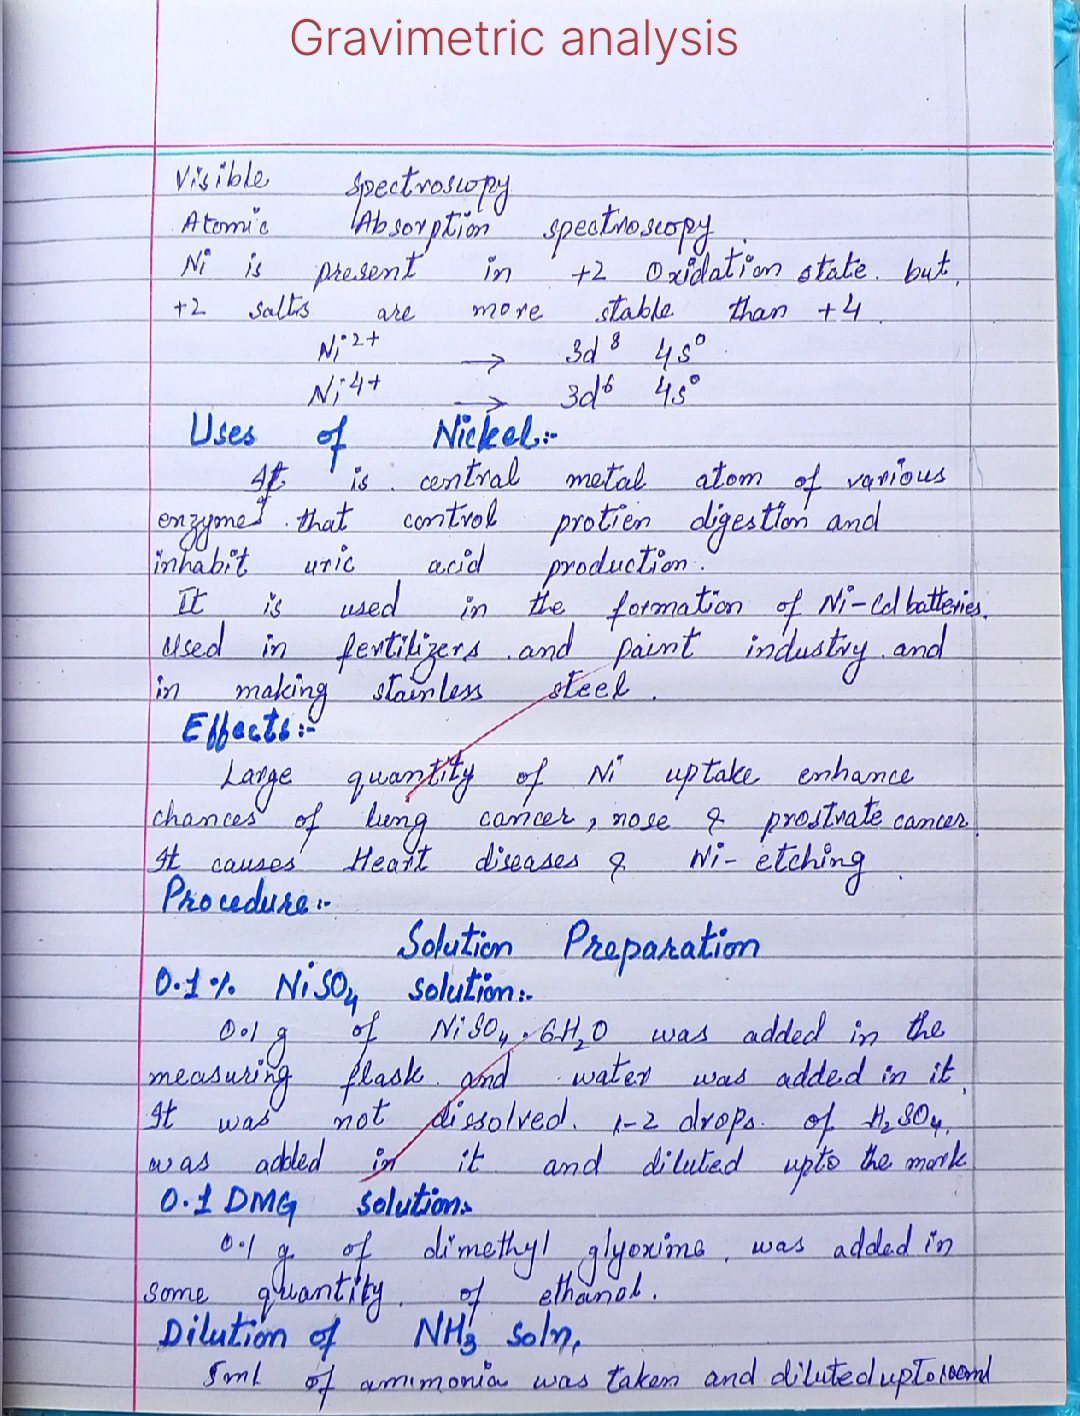 Gravimetric analysis
Visible spectroscopy
Atomic Absorption spectroscopy
Ni is present in +2 Oxidation state. but
+2 salts are more stable than +4
Ni²⁺ → 3d⁸ 4s⁰
Ni⁴⁺ → 3d⁶ 4s⁰
Uses of Nickel:-
It is central metal atom of various
enzymes that control protien digestion and
inhabit uric acid production.
It is used in the formation of Ni-Cd batteries.
Used in fertilizers and paint industry and
in making stainless steel.
Effects:-
Large quantity of Ni uptake enhance
chances of lung cancer, nose & prostrate cancer
It causes Heart diseases & Ni-etching.
Procedure:-
Solution Preparation
0.1% NiSO₄ solution:-
0.1 g of NiSO₄.6H₂O was added in the
measuring flask and water was added in it.
It was not dissolved. 1-2 drops of H₂SO₄
was added in it and diluted upto the mark
0.1 DMG solution:-
0.1 g of dimethyl glyoxime was added in
some quantity of ethanol.
Dilution of NH₃ soln,
5ml of ammonia was taken and diluted upto 100ml